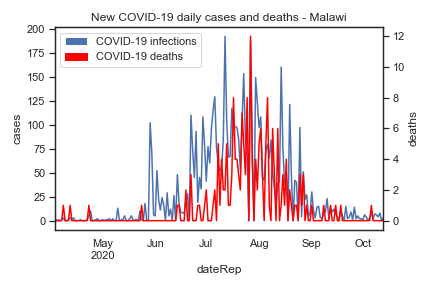 New COVID-19 daily cases and deaths - Malawi
COVID-19 infections
COVID-19 deaths
200
175
150
125
100
75
50
25
0
cases
12
10
8
6
4
2
0
deaths
May Jun Jul Aug Sep Oct
2020
dateRep